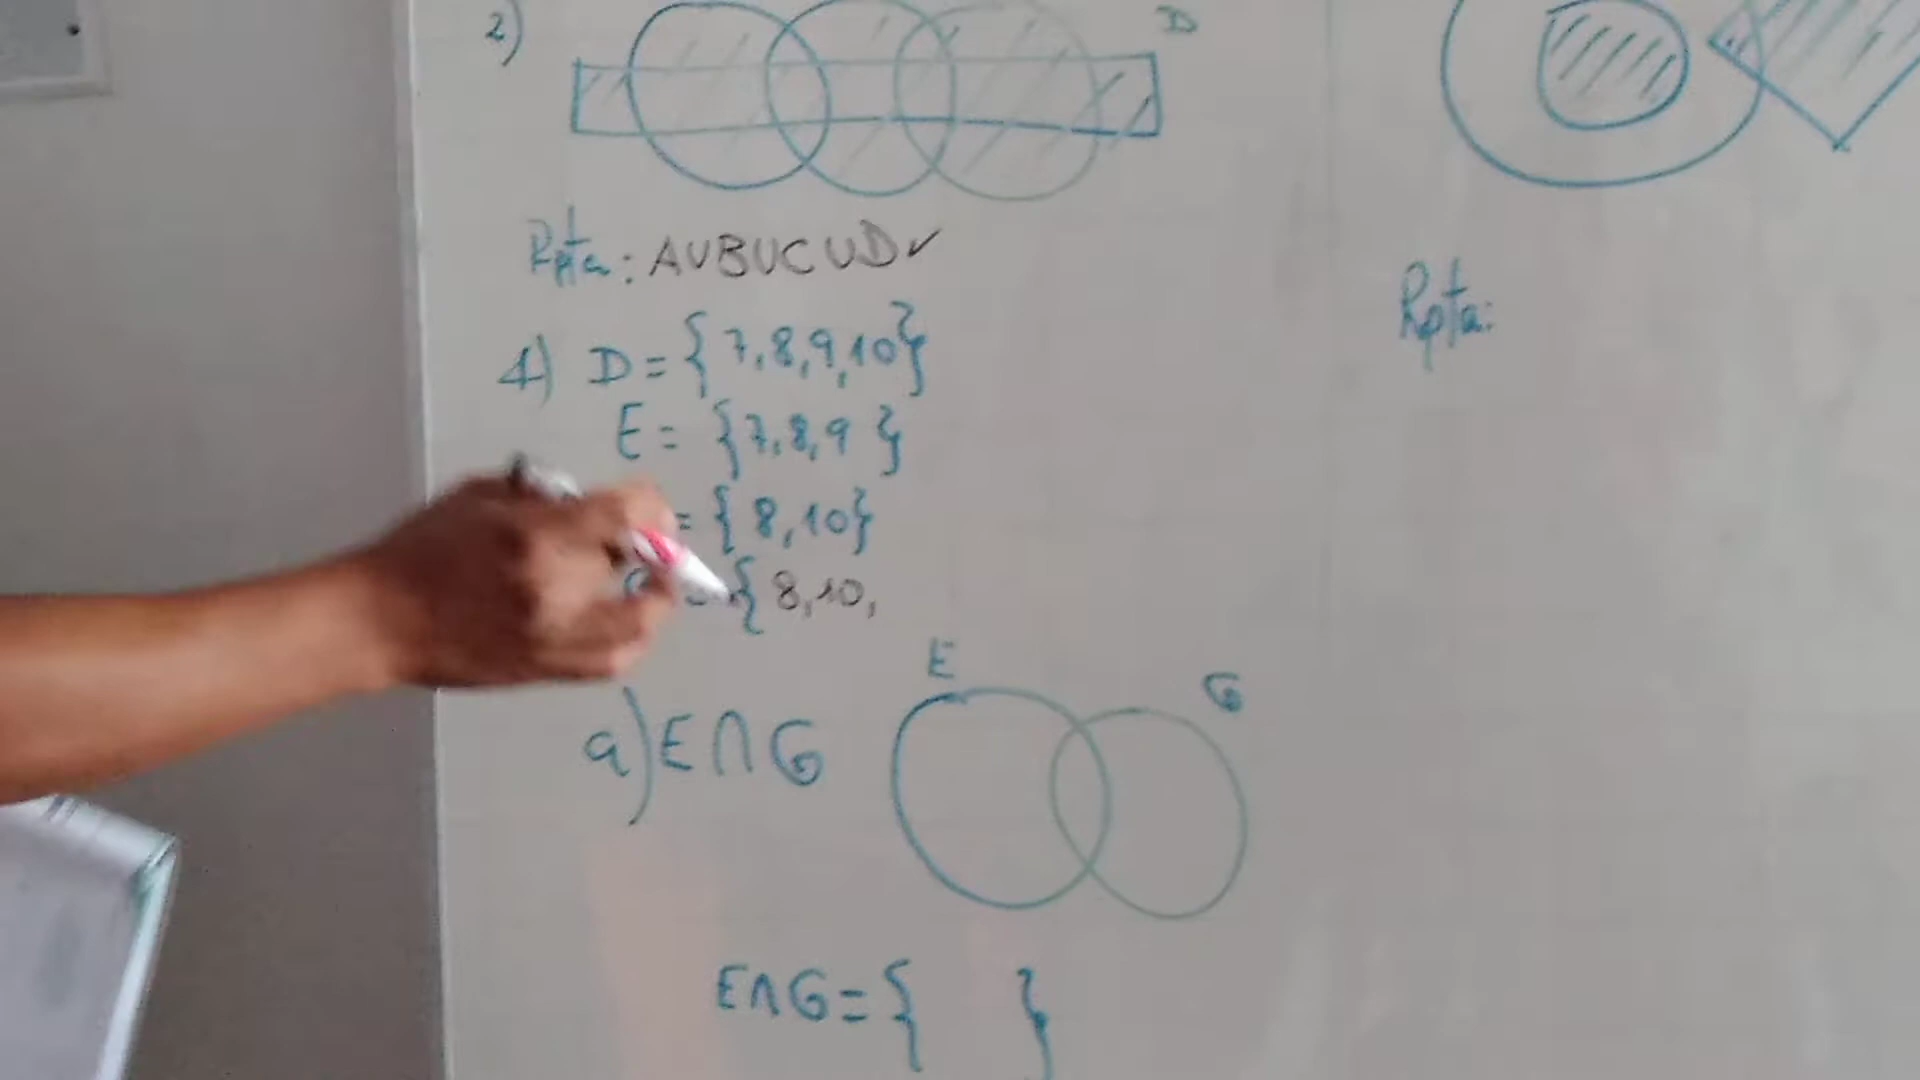 2)
D
Rpta: AUBUCUD✓
4) D = {7,8,9,10}
E = {7,8,9}
= {8,10}
{8,10,
E
G
a) E∩G
E∩G = { }
Rpta: